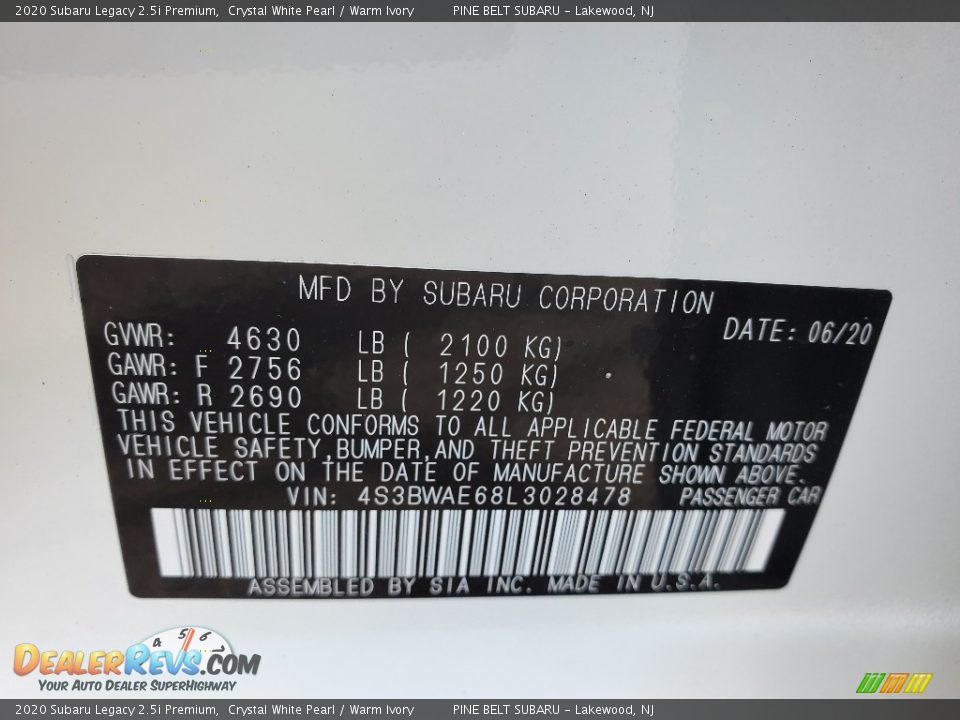 2020 Subaru Legacy 2.5i Premium,  Crystal White Pearl / Warm Ivory          PINE BELT SUBARU - Lakewood, NJ
MFD BY SUBARU CORPORATION
DATE: 06/20
GVWR: 4630 LB ( 2100 KG)
GAWR: F 2756 LB ( 1250 KG)
GAWR: R 2690 LB ( 1220 KG)
THIS VEHICLE CONFORMS TO ALL APPLICABLE FEDERAL MOTOR
VEHICLE SAFETY,BUMPER,AND THEFT PREVENTION STANDARDS
IN EFFECT ON THE DATE OF MANUFACTURE SHOWN ABOVE.
VIN: 4S3BWAE68L3028478 PASSENGER CAR
ASSEMBLED BY SIA INC. MADE IN U.S.A.
4 5 6 7
DEALERREVS.COM
YOUR AUTO DEALER SUPERHIGHWAY
2020 Subaru Legacy 2.5i Premium,  Crystal White Pearl / Warm Ivory          PINE BELT SUBARU - Lakewood, NJ